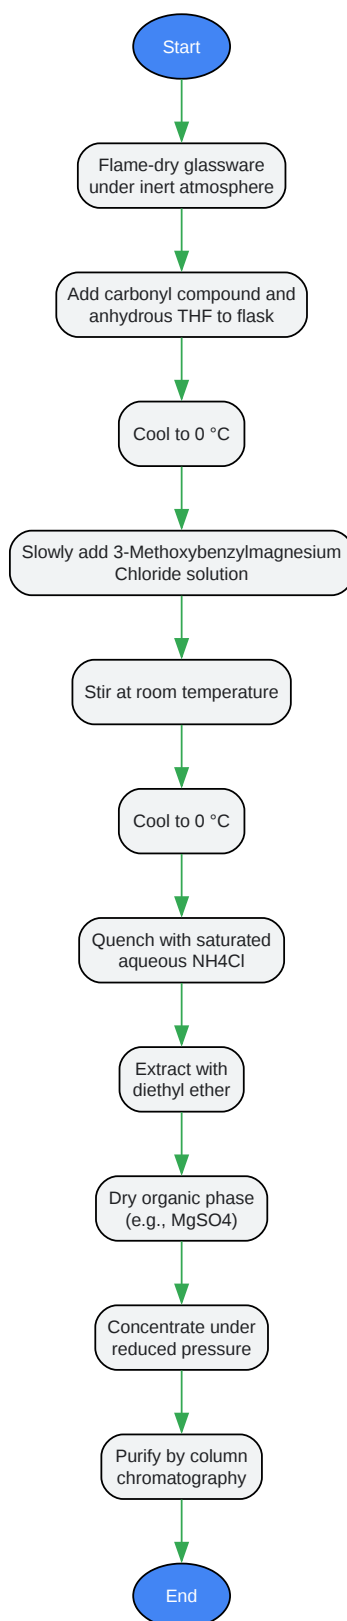 Start
Flame-dry glassware
under inert atmosphere
Add carbonyl compound and
anhydrous THF to flask
Cool to 0 °C
Slowly add 3-Methoxybenzylmagnesium
Chloride solution
Stir at room temperature
Cool to 0 °C
Quench with saturated
aqueous NH4Cl
Extract with
diethyl ether
Dry organic phase
(e.g., MgSO4)
Concentrate under
reduced pressure
Purify by column
chromatography
End